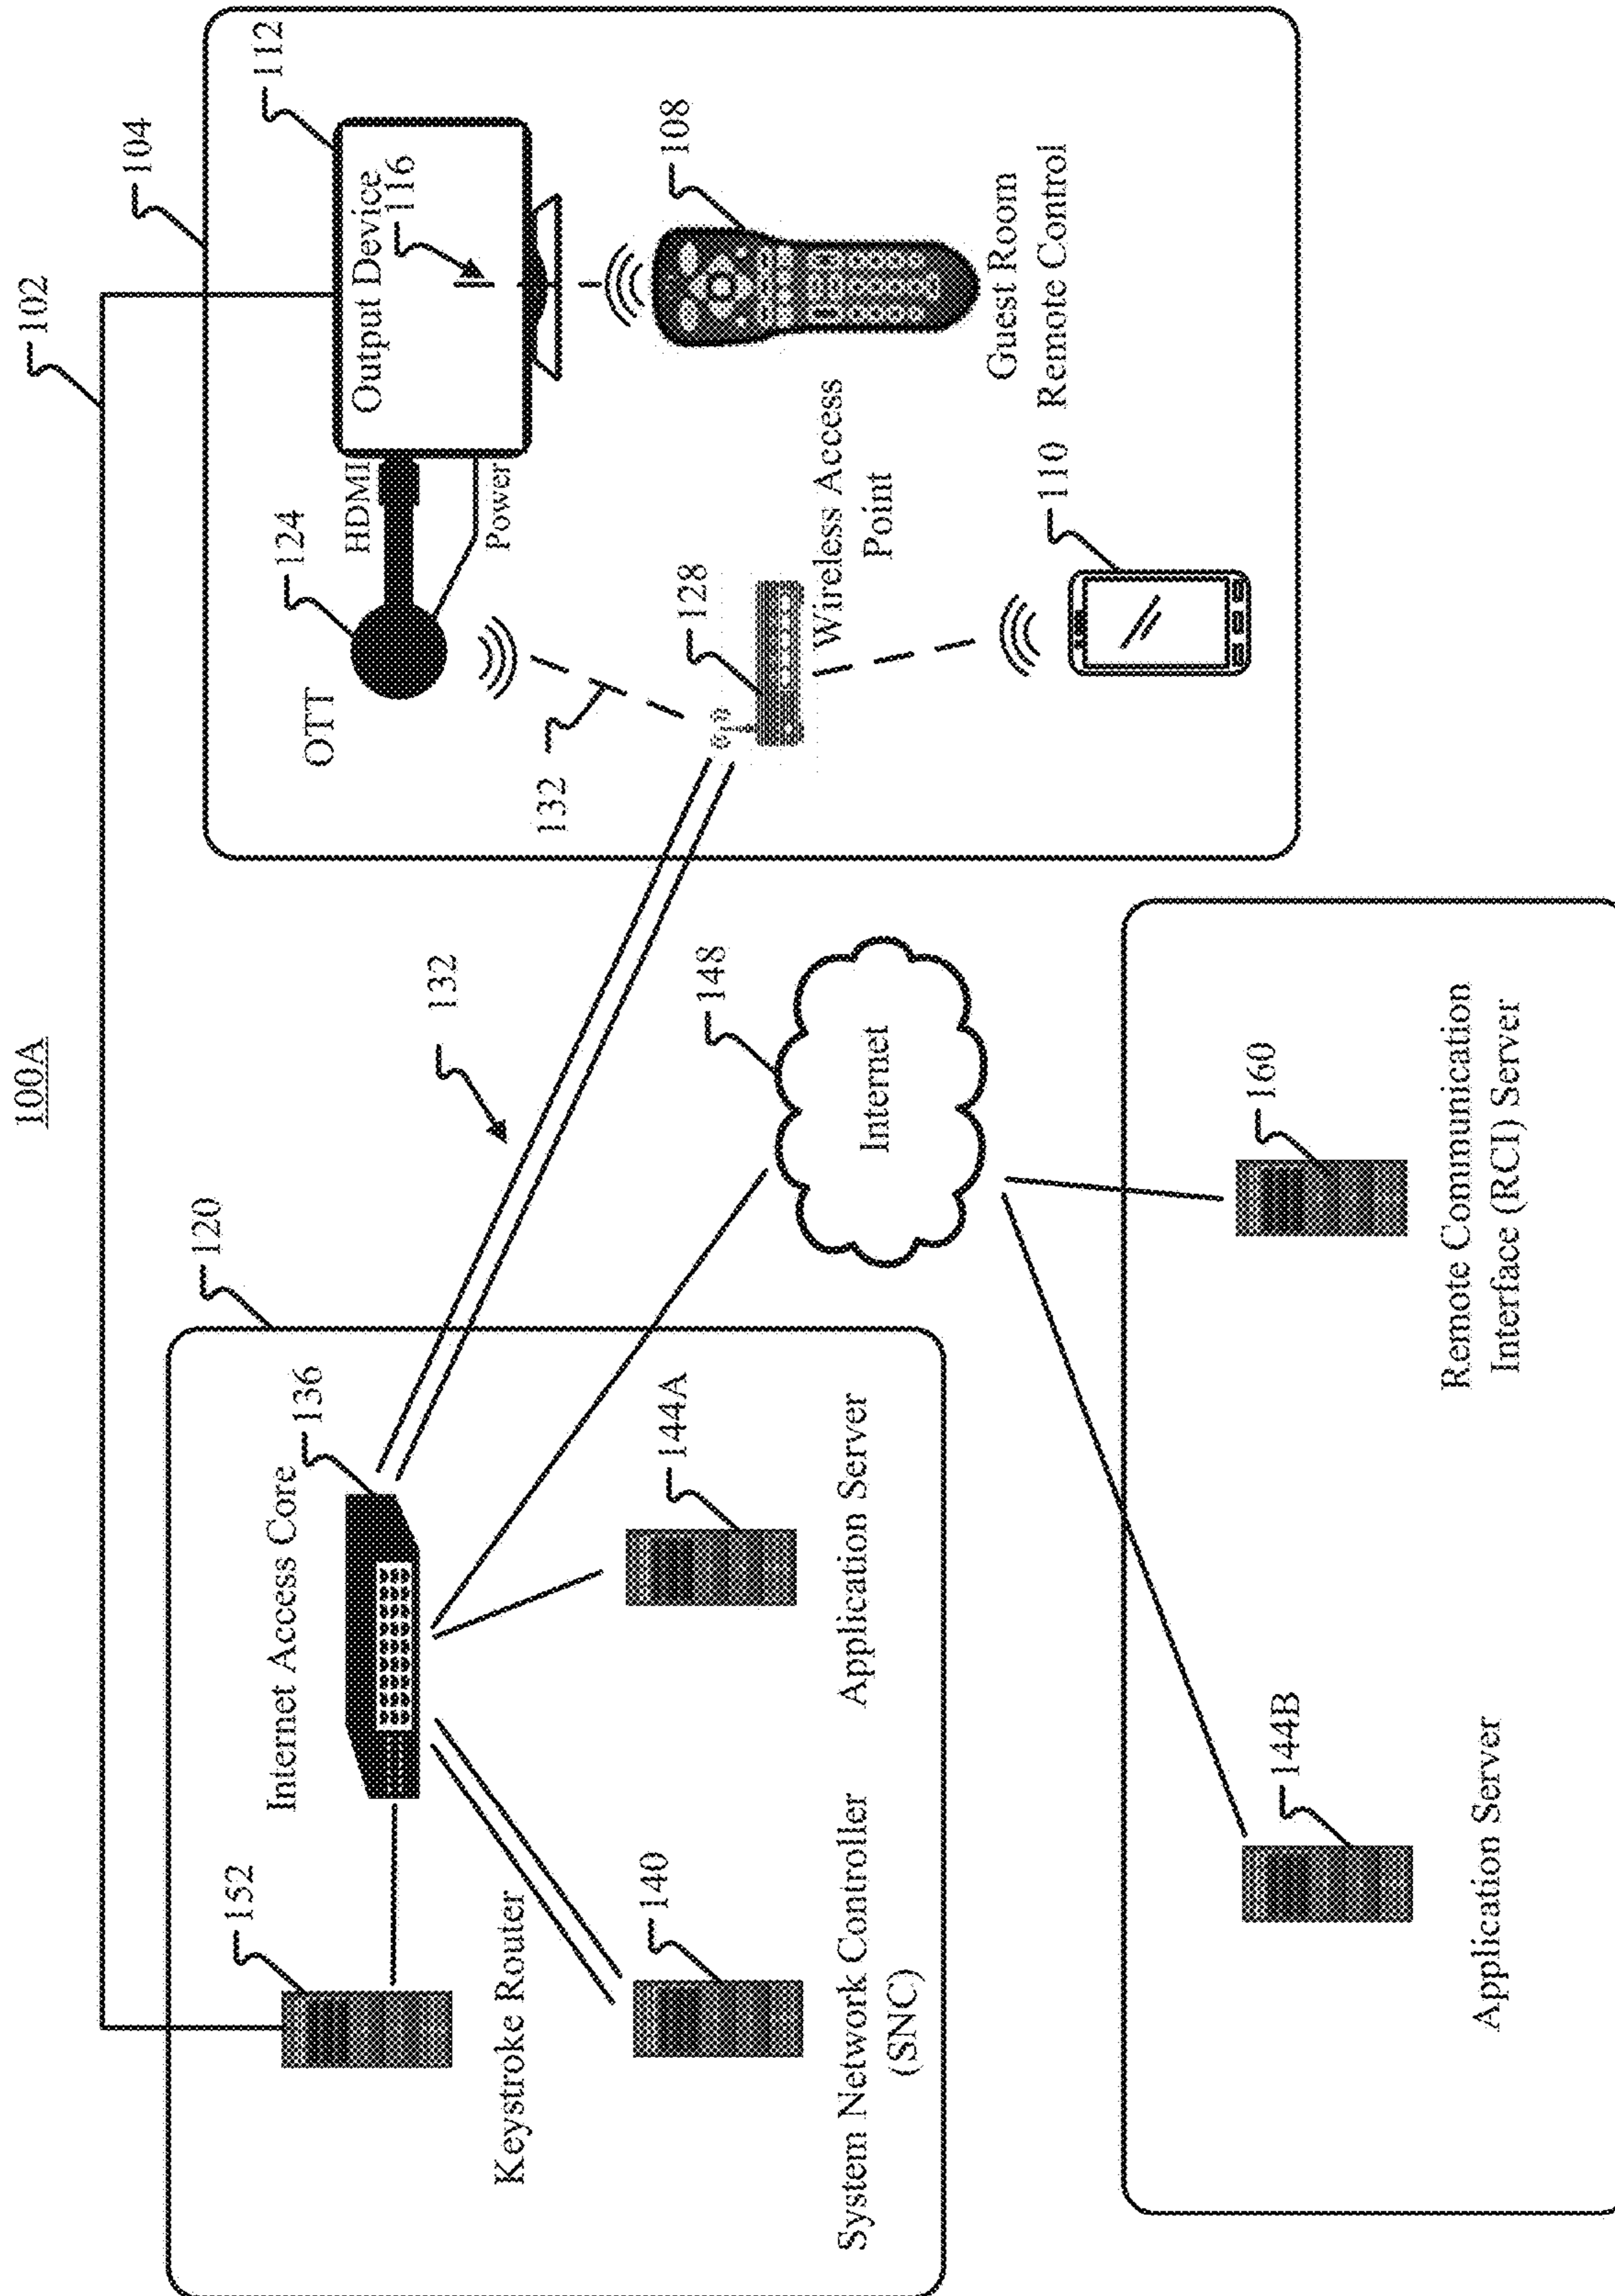 100A
102
104
112
Output Device
116
108
Guest Room
Remote Control
HDMI
Power
124
OTT
132
128
Wireless Access
Point
110
132
148
Internet
120
Internet Access Core
136
144A
Application Server
152
Keystroke Router
140
System Network Controller
(SNC)
160
Remote Communication
Interface (RCI) Server
144B
Application Server